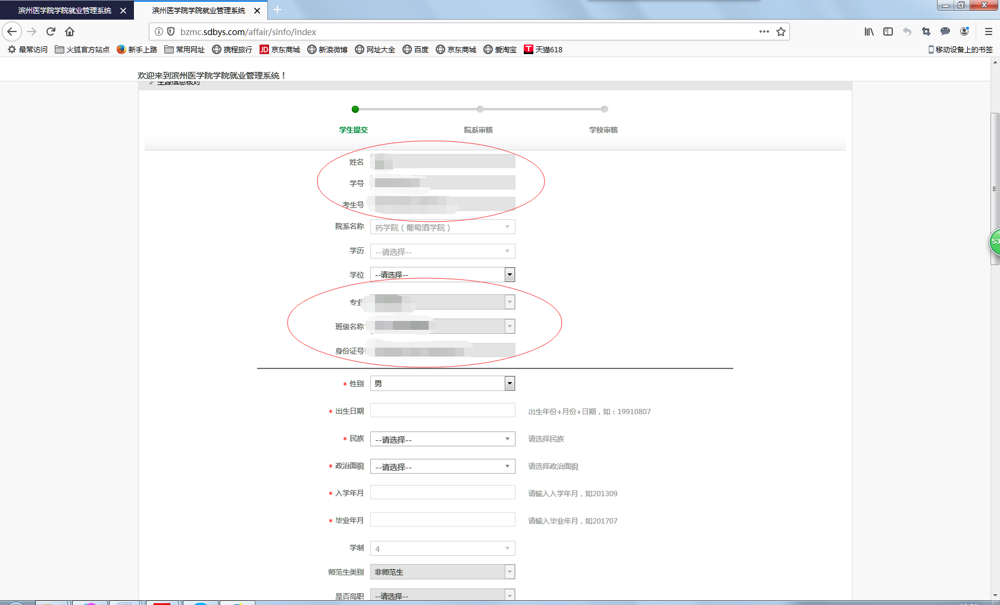 滨州医学院学院就业管理系统
滨州医学院学院就业管理系统
bzmc.sdbys.com/affair/sinfo/index
最常访问 火狐官方站点 新手上路 常用网址 携程旅行 JD 京东商城 新浪微博 网址大全 百度 京东商城 爱淘宝 T 天猫618 移动设备上的书签
欢迎来到滨州医学院学院就业管理系统！
生源信息核对
学生提交 院系审核 学校审核
姓名
学号
考生号
院系名称 药学院（葡萄酒学院）
学历 --请选择--
学位 --请选择--
专业
班级名称
身份证号
* 性别 男
* 出生日期 出生年份+月份+日期，如：19910807
* 民族 --请选择-- 请选择民族
* 政治面貌 --请选择-- 请选择政治面貌
* 入学年月 请输入入学年月，如201309
* 毕业年月 请输入毕业年月，如201707
学制 4
师范生类别 非师范生
是否高职 --请选择--
53